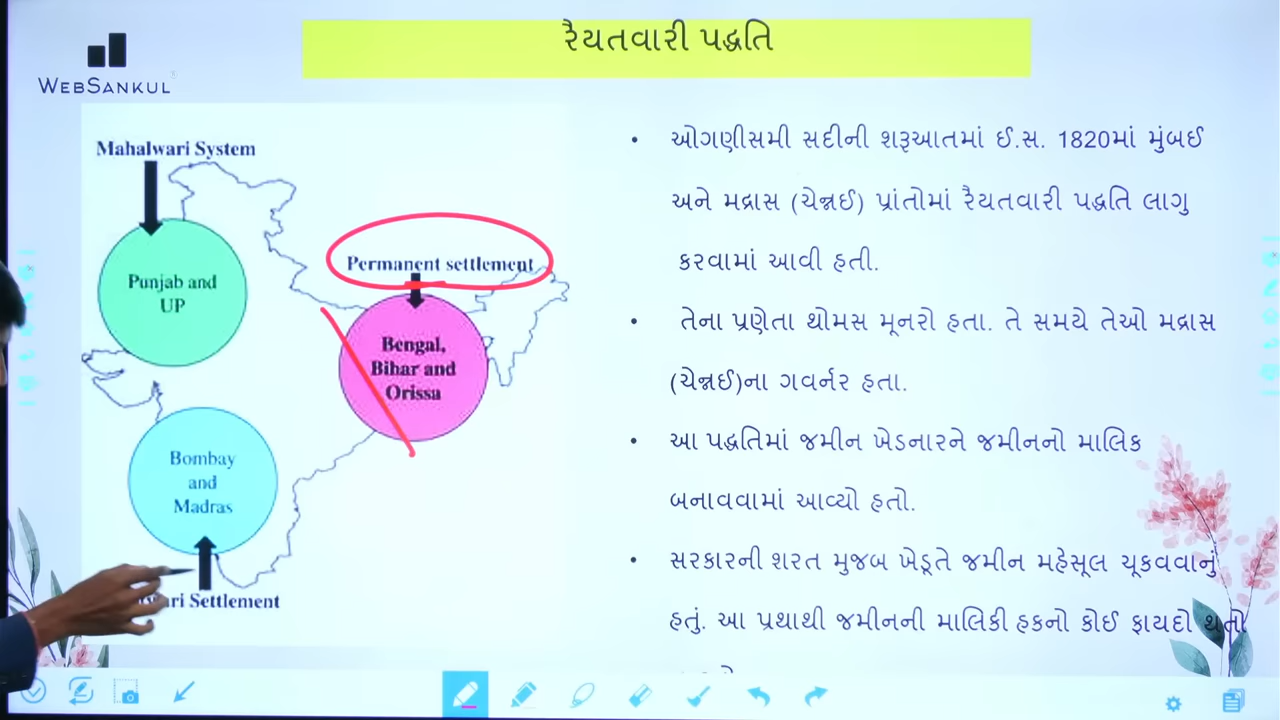 રૈયતવારી પદ્ધતિ
WEBSANKUL
Mahalwari System
Punjab and
UP
Permanent settlement
Bengal,
Bihar and
Orissa
Bombay
and
Madras
Settlement
• ઓગણીસમી સદીની શરૂઆતમાં ઈ.સ. 1820માં મુંબઈ
અને મદ્રાસ (ચેન્નઈ) પ્રાંતોમાં રૈયતવારી પદ્ધતિ લાગુ
કરવામાં આવી હતી.
• તેના પ્રણેતા થોમસ મૂનરો હતા. તે સમયે તેઓ મદ્રાસ
(ચેન્નઈ)ના ગવર્નર હતા.
• આ પદ્ધતિમાં જમીન ખેડનારને જમીનનો માલિક
બનાવવામાં આવ્યો હતો.
• સરકારની શરત મુજબ ખેડૂતે જમીન મહેસૂલ ચૂકવવાનું
હતું. આ પ્રથાથી જમીનની માલિકી હકનો કોઈ ફાયદો થતો